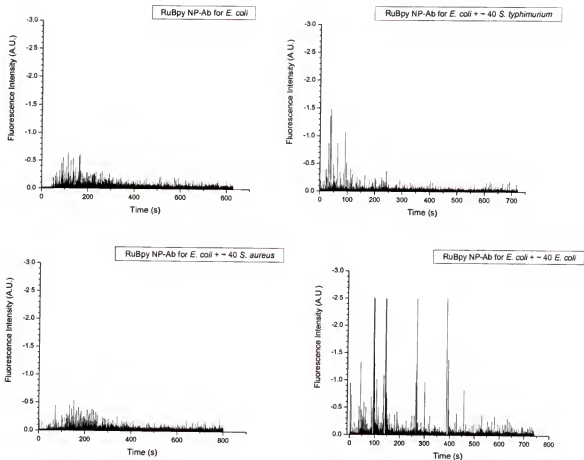 RuBpy NP-Ab for E. coli
Fluorescence Intensity (A.U.)
-3.0
-2.5
-2.0
-1.5
-1.0
-0.5
0.0
0 200 400 600
Time (s)
RuBpy NP-Ab for E. coli + ~ 40 S. typhimurium
Fluorescence Intensity (A.U.)
-3.0
-2.5
-2.0
-1.5
-1.0
-0.5
0.0
0 100 200 300 400 500 600 700
Time (s)
RuBpy NP-Ab for E. coli + ~ 40 S. aureus
Fluorescence Intensity (A.U.)
-3.0
-2.5
-2.0
-1.5
-1.0
-0.5
0.0
0 200 400 600 800
Time (s)
RuBpy NP-Ab for E. coli + ~ 40 E. coli
Fluorescence Intensity (A.U.)
-3.0
-2.5
-2.0
-1.5
-1.0
-0.5
0.0
0 100 200 300 400 500 600 700 800
Time (s)